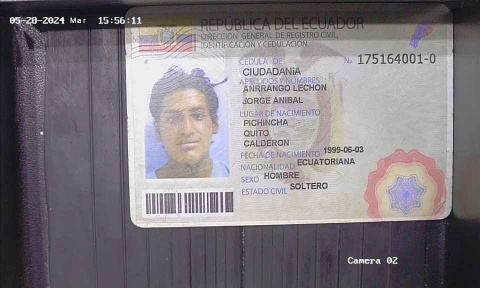 05-28-2024 Mar 15:56:11
REPÚBLICA DEL ECUADOR
DIRECCIÓN GENERAL DE REGISTRO CIVIL
IDENTIFICACIÓN Y CEDULACIÓN
CÉDULA DE
CIUDADANíA
No 175164001-0
APELLIDOS Y NOMBRES
ANRRANGO LECHON
JORGE ANIBAL
LUGAR DE NACIMIENTO
PICHINCHA
QUITO
CALDERON
FECHA DE NACIMIENTO 1999-06-03
NACIONALIDAD ECUATORIANA
SEXO HOMBRE
ESTADO CIVIL SOLTERO
Camera 02